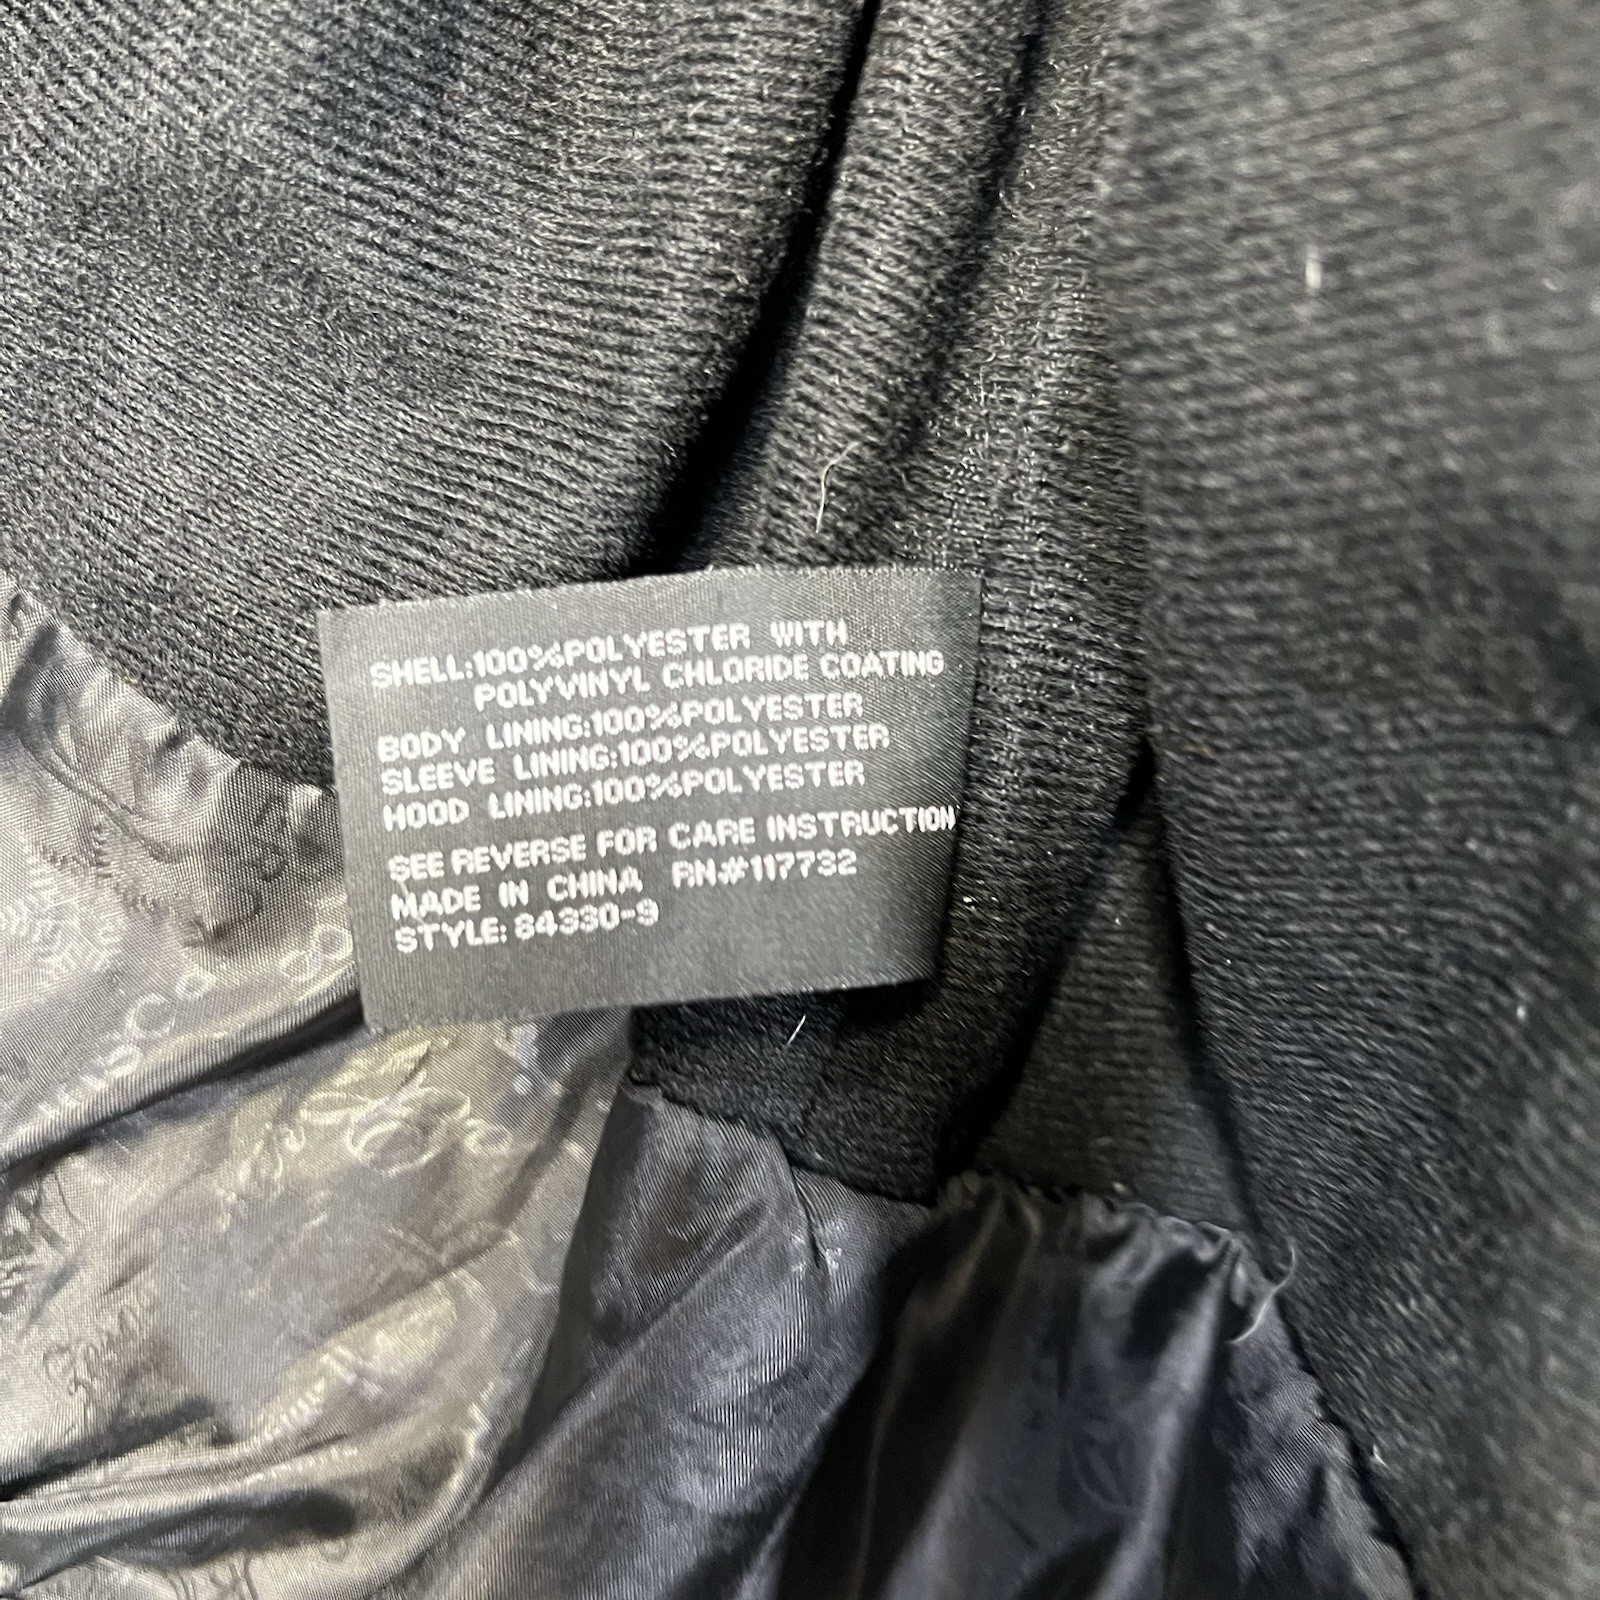 SHELL:100%POLYESTER WITH
POLYVINYL CHLORIDE COATING
BODY LINING:100%POLYESTER
SLEEVE LINING:100%POLYESTER
HOOD LINING:100%POLYESTER
SEE REVERSE FOR CARE INSTRUCTION
MADE IN CHINA RN#117732
STYLE: 84330-9